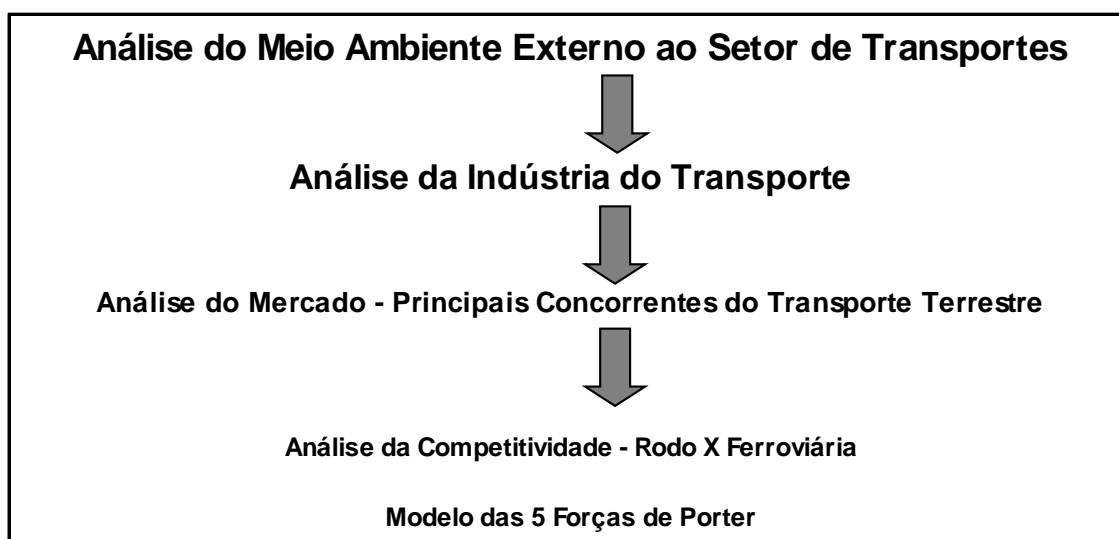 Análise do Meio Ambiente Externo ao Setor de Transportes
Análise da Indústria do Transporte
Análise do Mercado - Principais Concorrentes do Transporte Terrestre
Análise da Competitividade - Rodo X Ferroviária
Modelo das 5 Forças de Porter